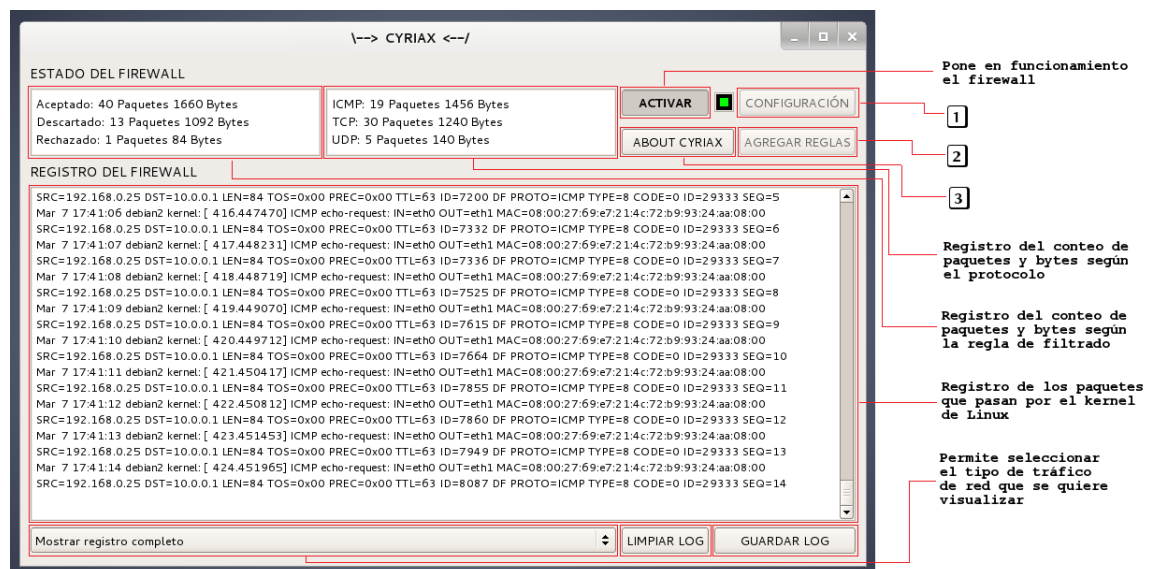 \--> CYRIAX <--/
ESTADO DEL FIREWALL
Aceptado: 40 Paquetes 1660 Bytes
Descartado: 13 Paquetes 1092 Bytes
Rechazado: 1 Paquetes 84 Bytes
ICMP: 19 Paquetes 1456 Bytes
TCP: 30 Paquetes 1240 Bytes
UDP: 5 Paquetes 140 Bytes
ACTIVAR
CONFIGURACIÓN
ABOUT CYRIAX
AGREGAR REGLAS
REGISTRO DEL FIREWALL
SRC=192.168.0.25 DST=10.0.0.1 LEN=84 TOS=0x00 PREC=0x00 TTL=63 ID=7200 DF PROTO=ICMP TYPE=8 CODE=0 ID=29333 SEQ=5
Mar 7 17:41:06 debian2 kernel: [ 416.447470] ICMP echo-request: IN=eth0 OUT=eth1 MAC=08:00:27:69:e7:21:4c:72:b9:93:24:aa:08:00
SRC=192.168.0.25 DST=10.0.0.1 LEN=84 TOS=0x00 PREC=0x00 TTL=63 ID=7332 DF PROTO=ICMP TYPE=8 CODE=0 ID=29333 SEQ=6
Mar 7 17:41:07 debian2 kernel: [ 417.448231] ICMP echo-request: IN=eth0 OUT=eth1 MAC=08:00:27:69:e7:21:4c:72:b9:93:24:aa:08:00
SRC=192.168.0.25 DST=10.0.0.1 LEN=84 TOS=0x00 PREC=0x00 TTL=63 ID=7336 DF PROTO=ICMP TYPE=8 CODE=0 ID=29333 SEQ=7
Mar 7 17:41:08 debian2 kernel: [ 418.448719] ICMP echo-request: IN=eth0 OUT=eth1 MAC=08:00:27:69:e7:21:4c:72:b9:93:24:aa:08:00
SRC=192.168.0.25 DST=10.0.0.1 LEN=84 TOS=0x00 PREC=0x00 TTL=63 ID=7525 DF PROTO=ICMP TYPE=8 CODE=0 ID=29333 SEQ=8
Mar 7 17:41:09 debian2 kernel: [ 419.449070] ICMP echo-request: IN=eth0 OUT=eth1 MAC=08:00:27:69:e7:21:4c:72:b9:93:24:aa:08:00
SRC=192.168.0.25 DST=10.0.0.1 LEN=84 TOS=0x00 PREC=0x00 TTL=63 ID=7615 DF PROTO=ICMP TYPE=8 CODE=0 ID=29333 SEQ=9
Mar 7 17:41:10 debian2 kernel: [ 420.449712] ICMP echo-request: IN=eth0 OUT=eth1 MAC=08:00:27:69:e7:21:4c:72:b9:93:24:aa:08:00
SRC=192.168.0.25 DST=10.0.0.1 LEN=84 TOS=0x00 PREC=0x00 TTL=63 ID=7664 DF PROTO=ICMP TYPE=8 CODE=0 ID=29333 SEQ=10
Mar 7 17:41:11 debian2 kernel: [ 421.450417] ICMP echo-request: IN=eth0 OUT=eth1 MAC=08:00:27:69:e7:21:4c:72:b9:93:24:aa:08:00
SRC=192.168.0.25 DST=10.0.0.1 LEN=84 TOS=0x00 PREC=0x00 TTL=63 ID=7855 DF PROTO=ICMP TYPE=8 CODE=0 ID=29333 SEQ=11
Mar 7 17:41:12 debian2 kernel: [ 422.450812] ICMP echo-request: IN=eth0 OUT=eth1 MAC=08:00:27:69:e7:21:4c:72:b9:93:24:aa:08:00
SRC=192.168.0.25 DST=10.0.0.1 LEN=84 TOS=0x00 PREC=0x00 TTL=63 ID=7860 DF PROTO=ICMP TYPE=8 CODE=0 ID=29333 SEQ=12
Mar 7 17:41:13 debian2 kernel: [ 423.451453] ICMP echo-request: IN=eth0 OUT=eth1 MAC=08:00:27:69:e7:21:4c:72:b9:93:24:aa:08:00
SRC=192.168.0.25 DST=10.0.0.1 LEN=84 TOS=0x00 PREC=0x00 TTL=63 ID=7949 DF PROTO=ICMP TYPE=8 CODE=0 ID=29333 SEQ=13
Mar 7 17:41:14 debian2 kernel: [ 424.451965] ICMP echo-request: IN=eth0 OUT=eth1 MAC=08:00:27:69:e7:21:4c:72:b9:93:24:aa:08:00
SRC=192.168.0.25 DST=10.0.0.1 LEN=84 TOS=0x00 PREC=0x00 TTL=63 ID=8087 DF PROTO=ICMP TYPE=8 CODE=0 ID=29333 SEQ=14
Mostrar registro completo
LIMPIAR LOG
GUARDAR LOG
Pone en funcionamiento
el firewall
1
2
3
Registro del conteo de
paquetes y bytes según
el protocolo
Registro del conteo de
paquetes y bytes según
la regla de filtrado
Registro de los paquetes
que pasan por el kernel
de Linux
Permite seleccionar
el tipo de tráfico
de red que se quiere
visualizar